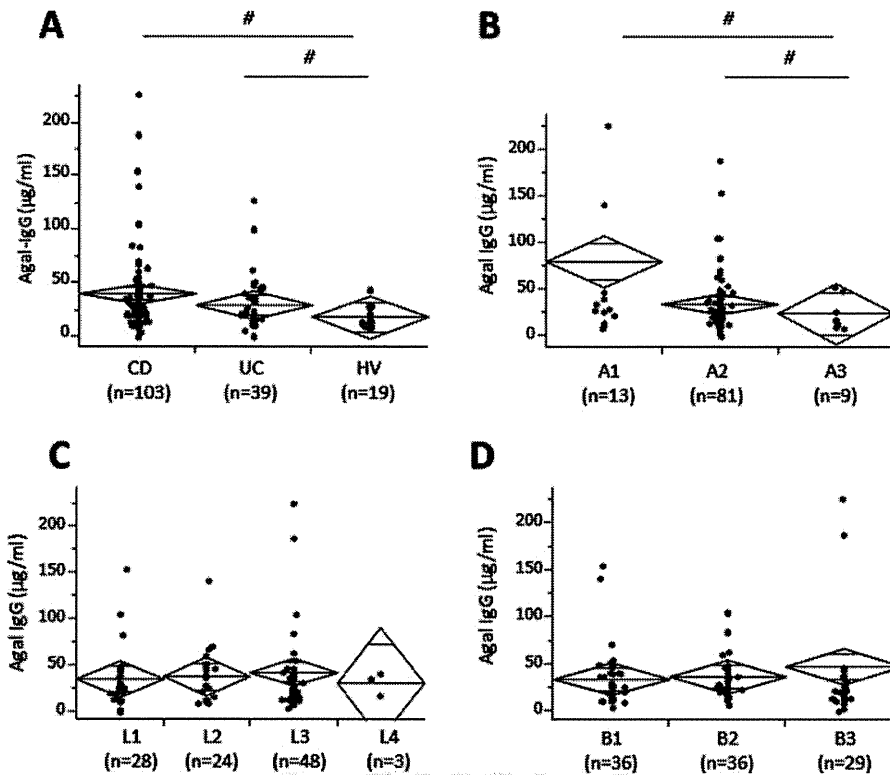 A
#
#
Agal-IgG (µg/ml)
200
150
100
50
0
CD UC HV
(n=103) (n=39) (n=19)
B
#
#
Agal IgG (µg/ml)
200
150
100
50
0
A1 A2 A3
(n=13) (n=81) (n=9)
C
Agal IgG (µg/ml)
200
150
100
50
0
L1 L2 L3 L4
(n=28) (n=24) (n=48) (n=3)
D
Agal IgG (µg/ml)
200
150
100
50
0
B1 B2 B3
(n=36) (n=36) (n=29)